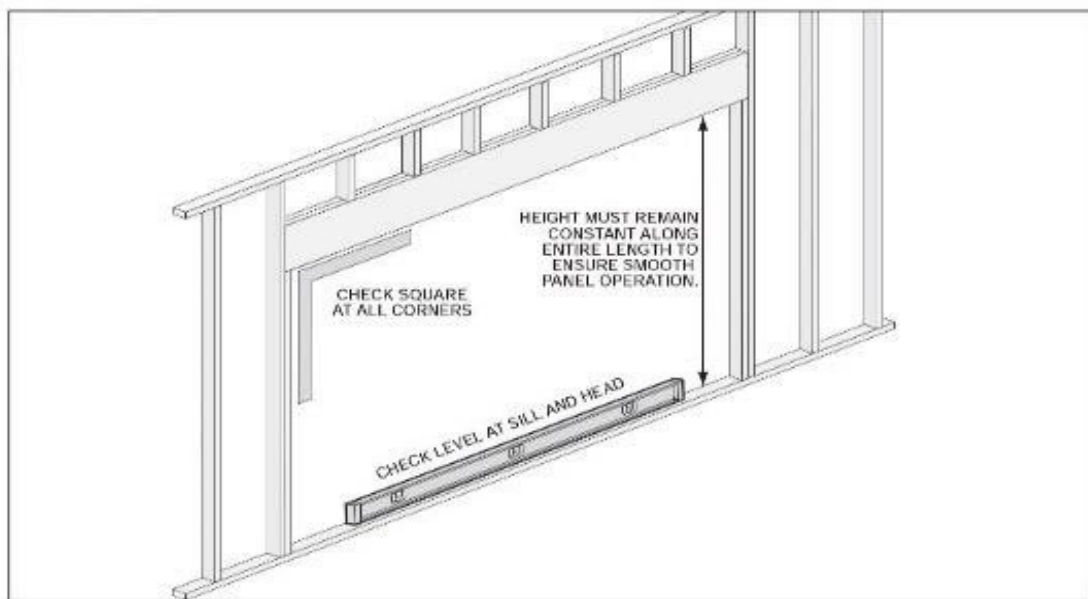 HEIGHT MUST REMAIN
CONSTANT ALONG
ENTIRE LENGTH TO
ENSURE SMOOTH
PANEL OPERATION.
CHECK SQUARE
AT ALL CORNERS
CHECK LEVEL AT SILL AND HEAD